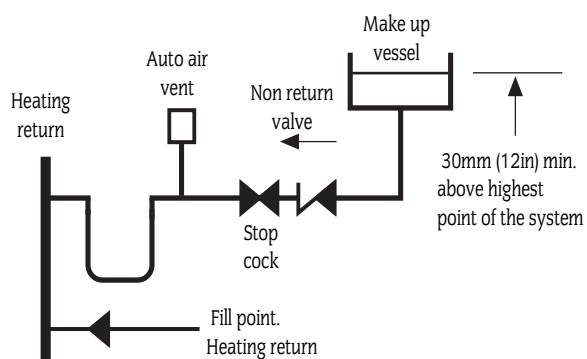 Make up
vessel
Auto air
vent
Non return
valve
Heating
return
30mm (12in) min.
above highest
point of the system
Stop
cock
Fill point.
Heating return